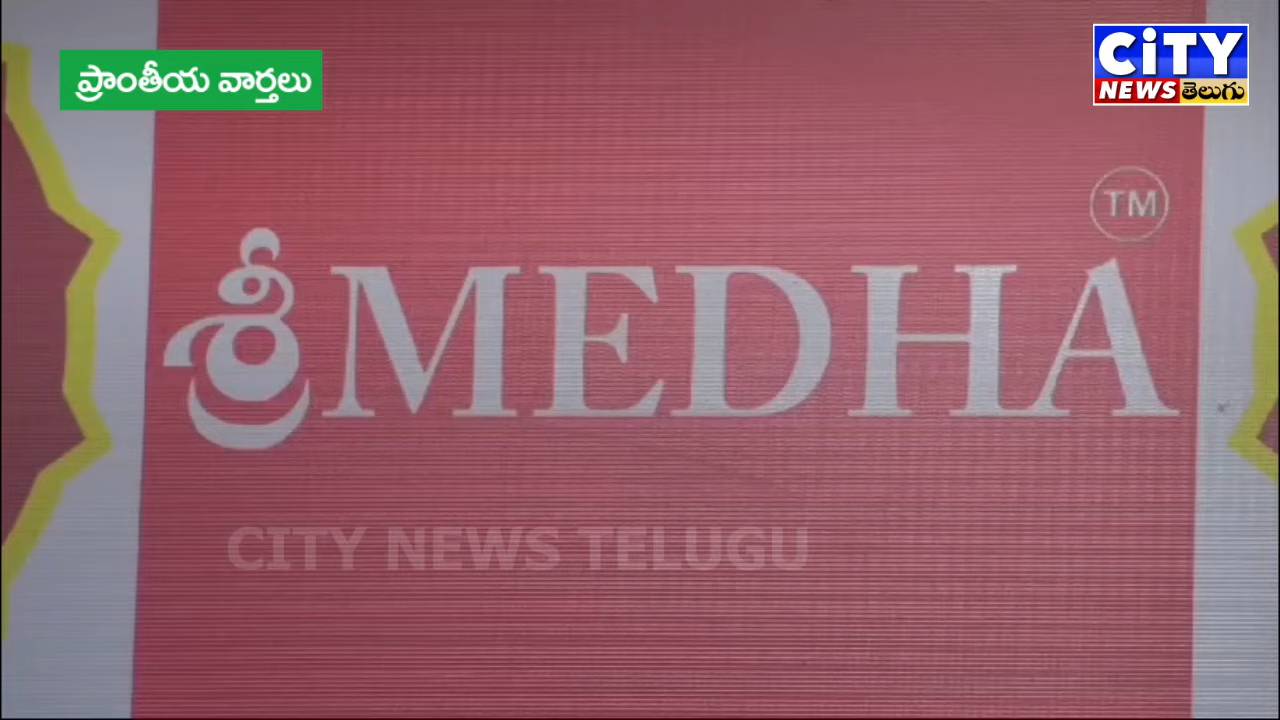 ప్రాంతీయ వార్తలు
CiTY
NEWS తెలుగు
TM
శ్రీ MEDHA
CITY NEWS TELUGU